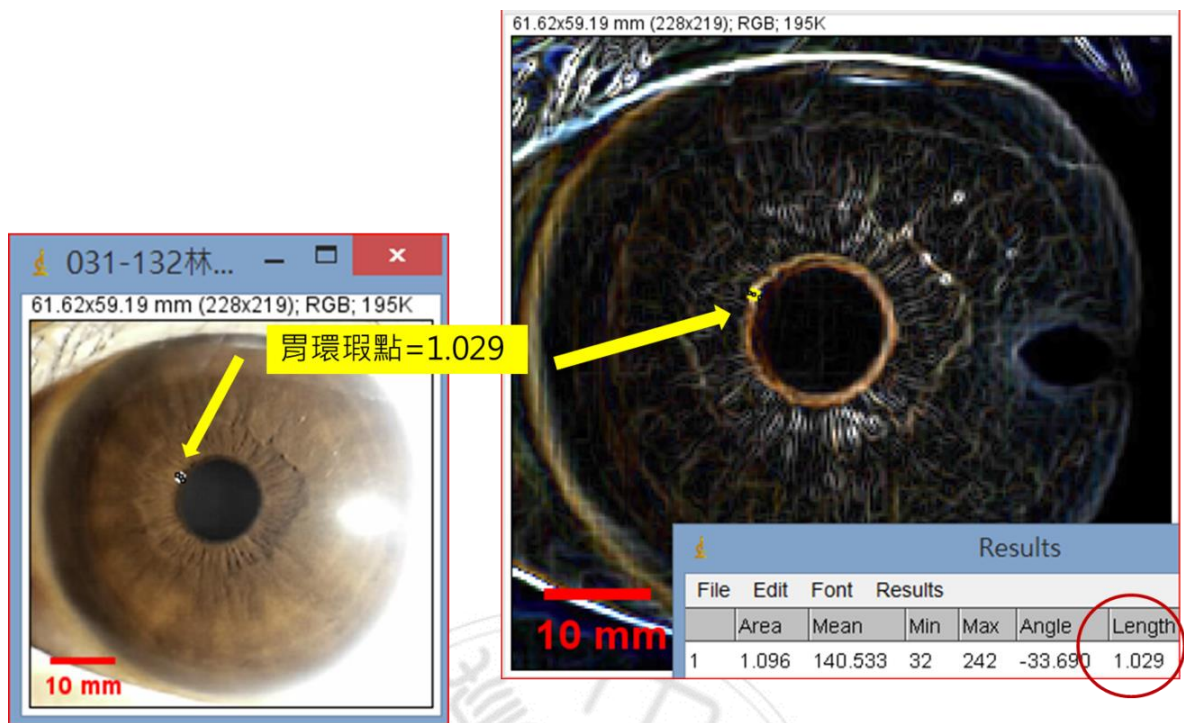 031-132林...
61.62x59.19 mm (228x219); RGB; 195K
10 mm
胃環瑕點=1.029
61.62x59.19 mm (228x219); RGB; 195K
10 mm
Results
File Edit Font Results
Area Mean Min Max Angle Length
1 1.096 140.533 32 242 -33.690 1.029